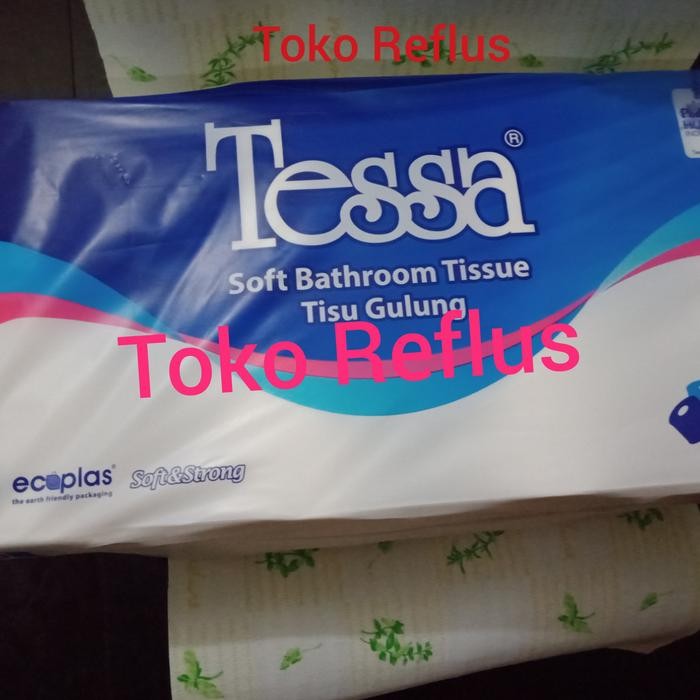 Toko Reflus
Tessa®
Soft Bathroom Tissue
Tisu Gulung
Toko Reflus
ecoplas®
the earth friendly packaging
Soft&Strong